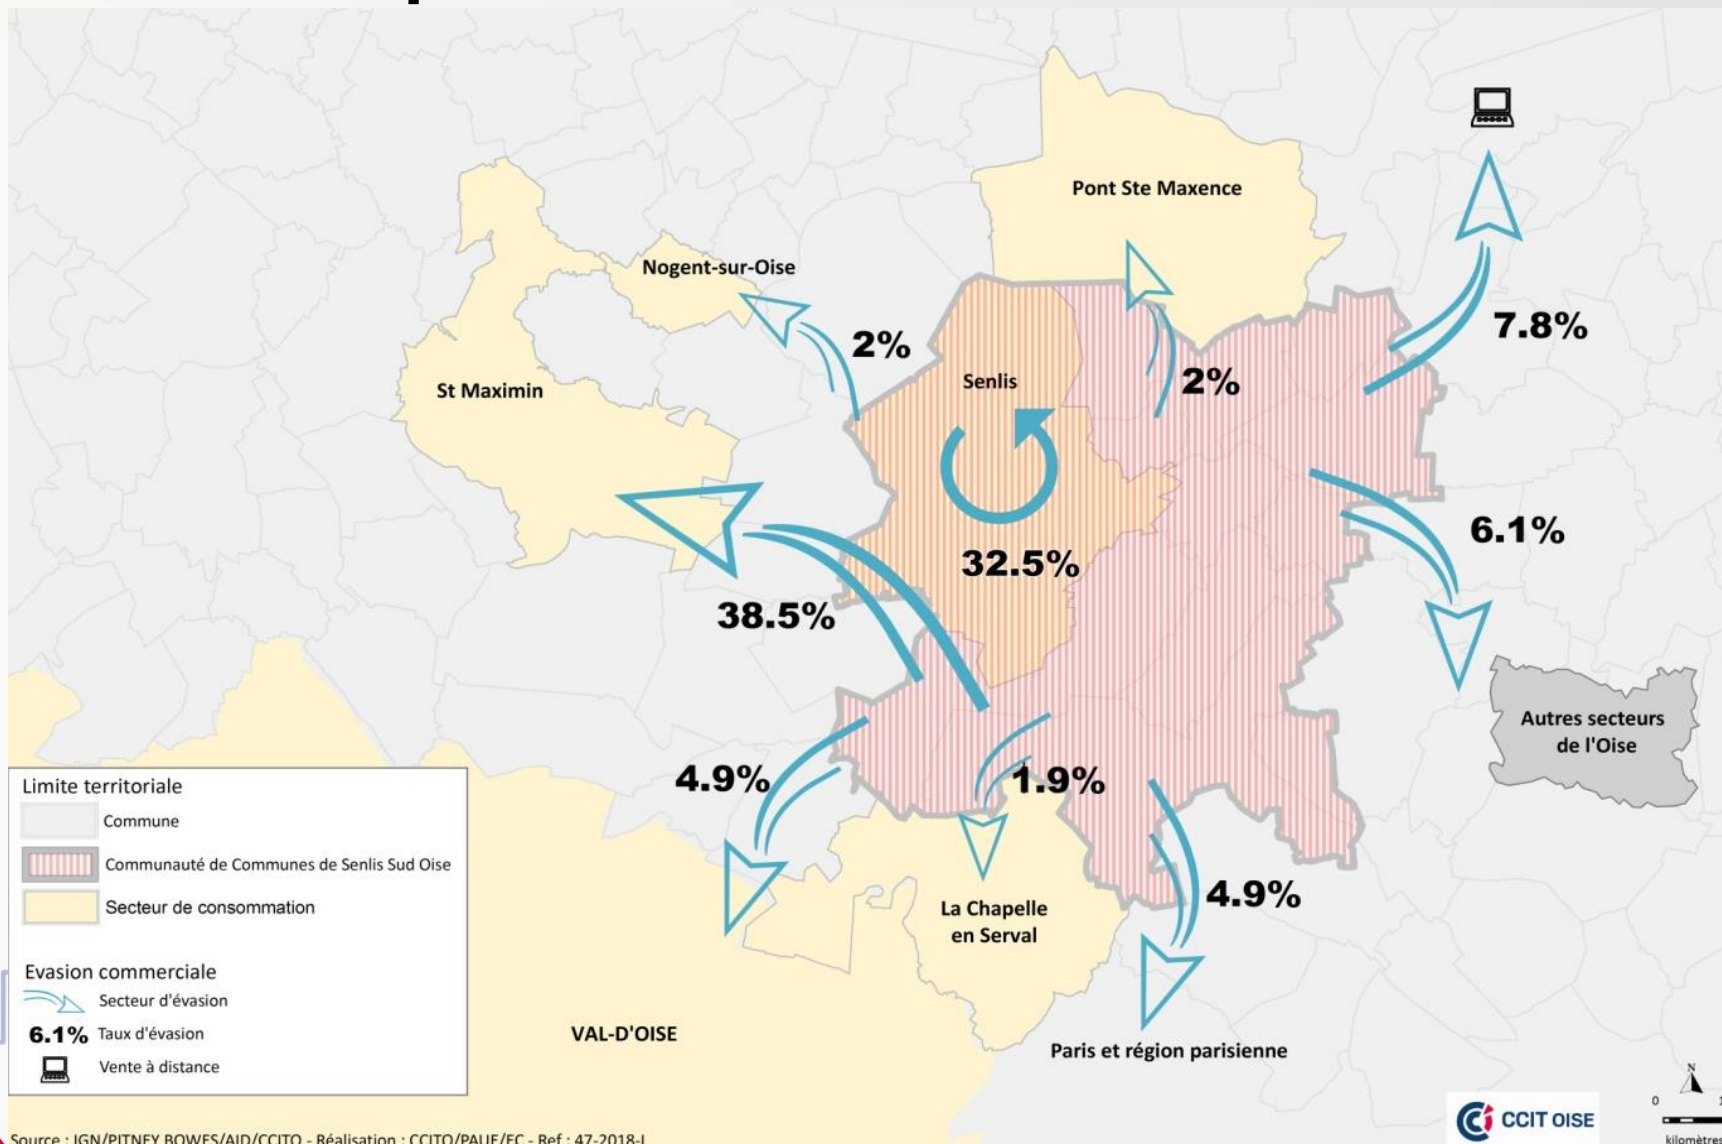 Pont Ste Maxence
Nogent-sur-Oise
7.8%
2%
St Maximin
Senlis
2%
6.1%
32.5%
38.5%
Autres secteurs
de l'Oise
4.9%
1.9%
4.9%
La Chapelle
en Serval
VAL-D'OISE
Paris et région parisienne
Limite territoriale
Commune
Communauté de Communes de Senlis Sud Oise
Secteur de consommation
Evasion commerciale
Secteur d'évasion
6.1% Taux d'évasion
Vente à distance
N
0 1
kilomètres
CCIT OISE
Source : IGN/PITNEY BOWES/AID/CCITO - Réalisation : CCITO/PAUE/FC - Ref : 47-2018-I